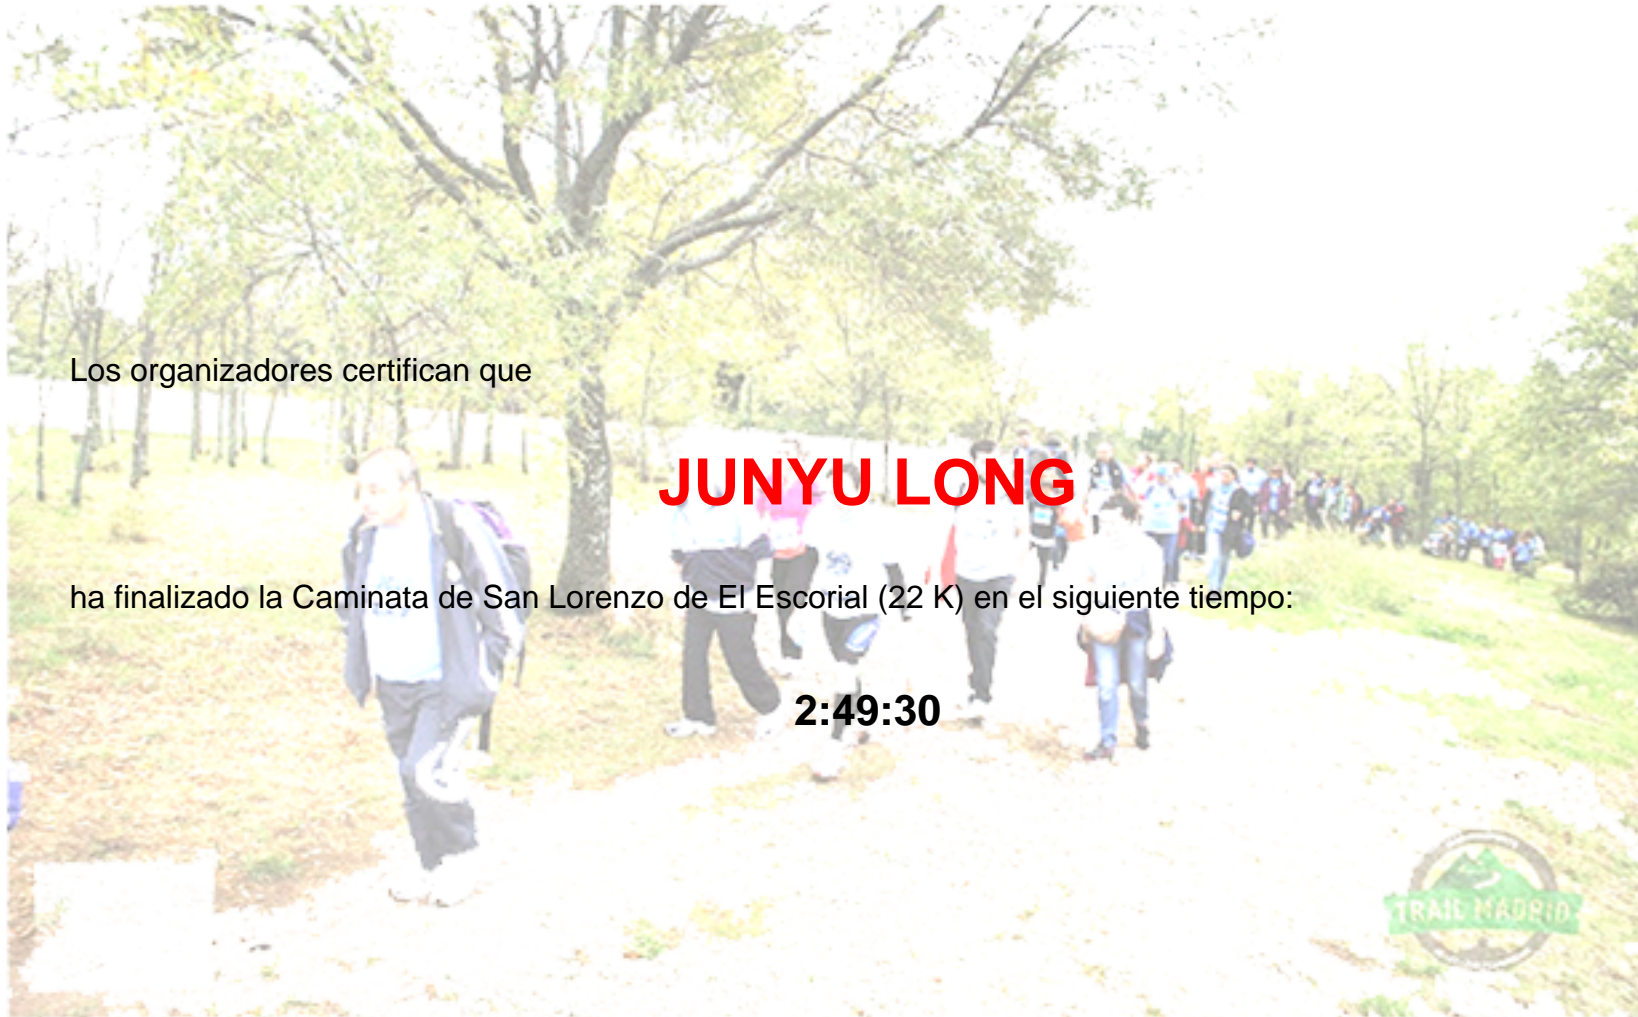 Los organizadores certifican que
JUNYU LONG
ha finalizado la Caminata de San Lorenzo de El Escorial (22 K) en el siguiente tiempo:
2:49:30
TRAIL MADRID